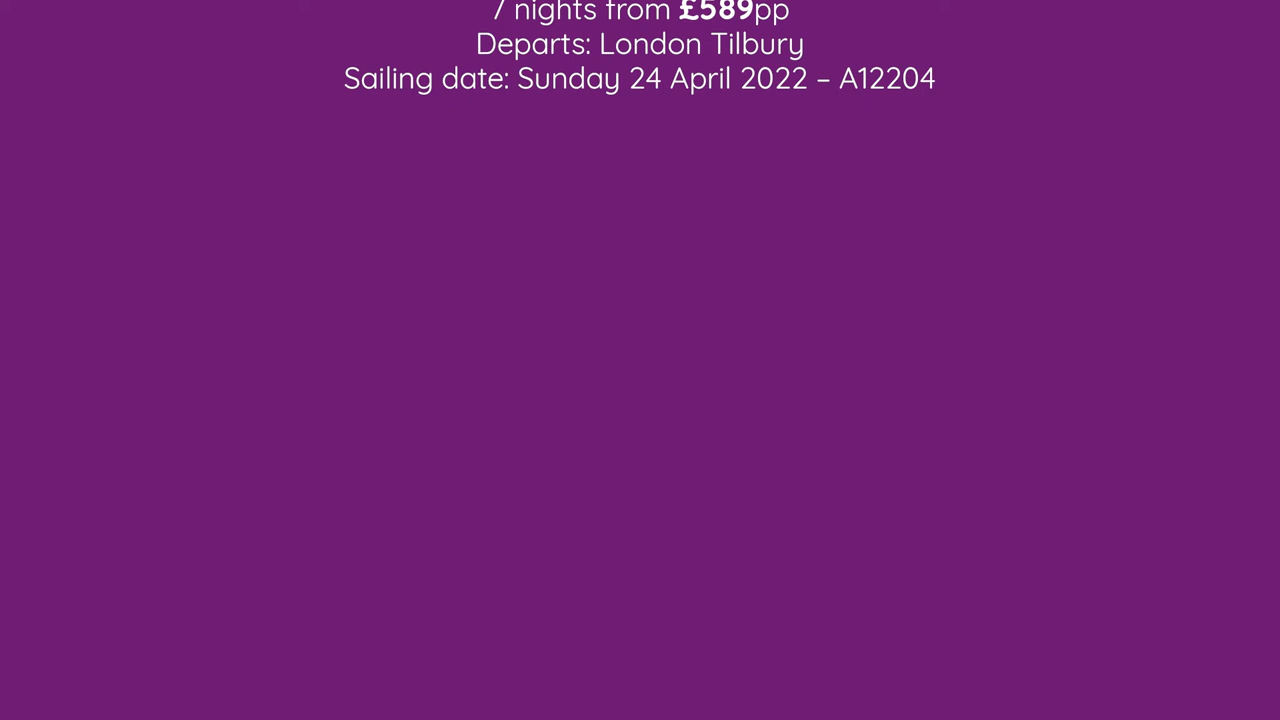 7 nights from £589pp
Departs: London Tilbury
Sailing date: Sunday 24 April 2022 – A12204